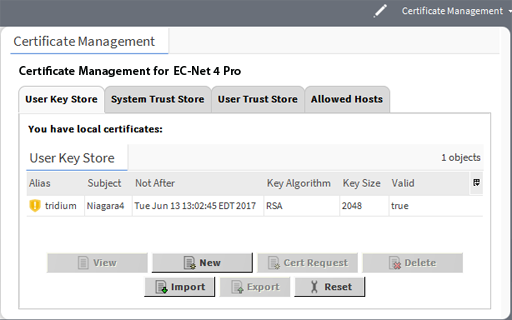 Certificate Management
Certificate Management
Certificate Management for EC-Net 4 Pro
User Key Store System Trust Store User Trust Store Allowed Hosts
You have local certificates:
User Key Store 1 objects
Alias Subject Not After Key Algorithm Key Size Valid
tridium Niagara4 Tue Jun 13 13:02:45 EDT 2017 RSA 2048 true
View New Cert Request Delete
Import Export Reset